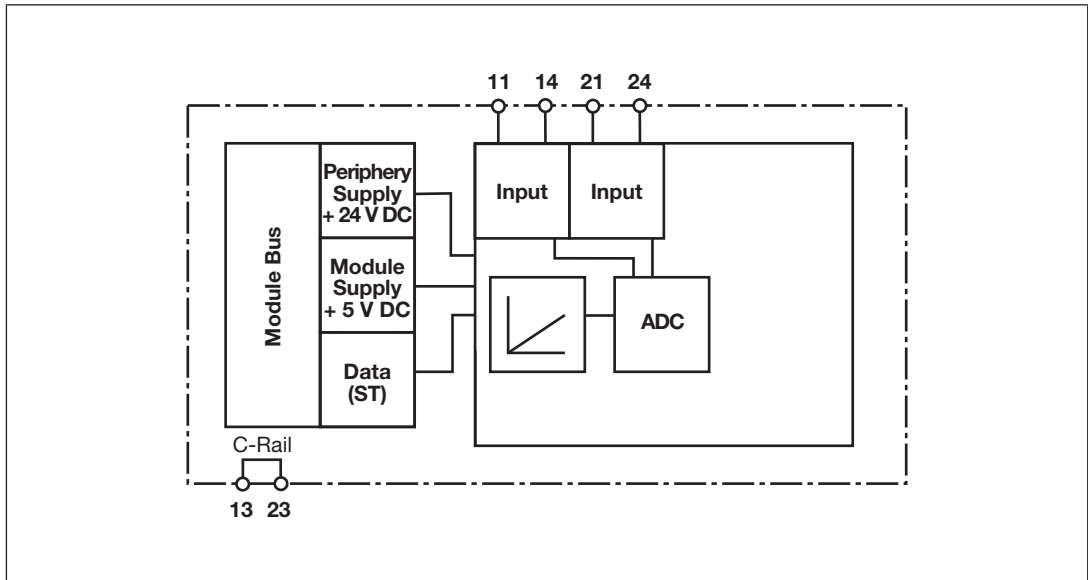 11 14 21 24
Module Bus
Periphery
Supply
+ 24 V DC
Module
Supply
+ 5 V DC
Data
(ST)
Input
Input
ADC
C-Rail
13 23